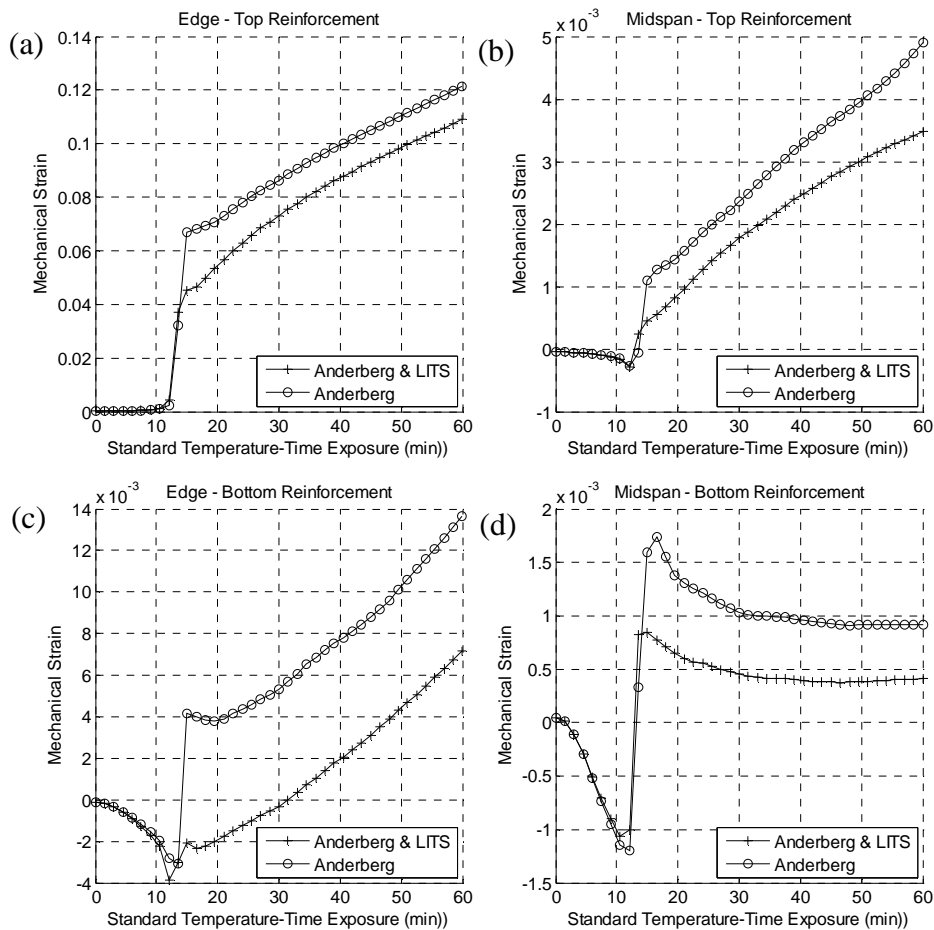 (a)
Edge - Top Reinforcement
0.14
0.12
0.1
0.08
0.06
0.04
0.02
0
Mechanical Strain
Anderberg & LITS
Anderberg
0 10 20 30 40 50 60
Standard Temperature-Time Exposure (min))
(b)
x 10⁻³
Midspan - Top Reinforcement
5
4
3
2
1
0
-1
Mechanical Strain
Anderberg & LITS
Anderberg
0 10 20 30 40 50 60
Standard Temperature-Time Exposure (min))
(c)
x 10⁻³
Edge - Bottom Reinforcement
14
12
10
8
6
4
2
0
-2
-4
Mechanical Strain
Anderberg & LITS
Anderberg
0 10 20 30 40 50 60
Standard Temperature-Time Exposure (min))
(d)
x 10⁻³
Midspan - Bottom Reinforcement
2
1.5
1
0.5
0
-0.5
-1
-1.5
Mechanical Strain
Anderberg & LITS
Anderberg
0 10 20 30 40 50 60
Standard Temperature-Time Exposure (min))